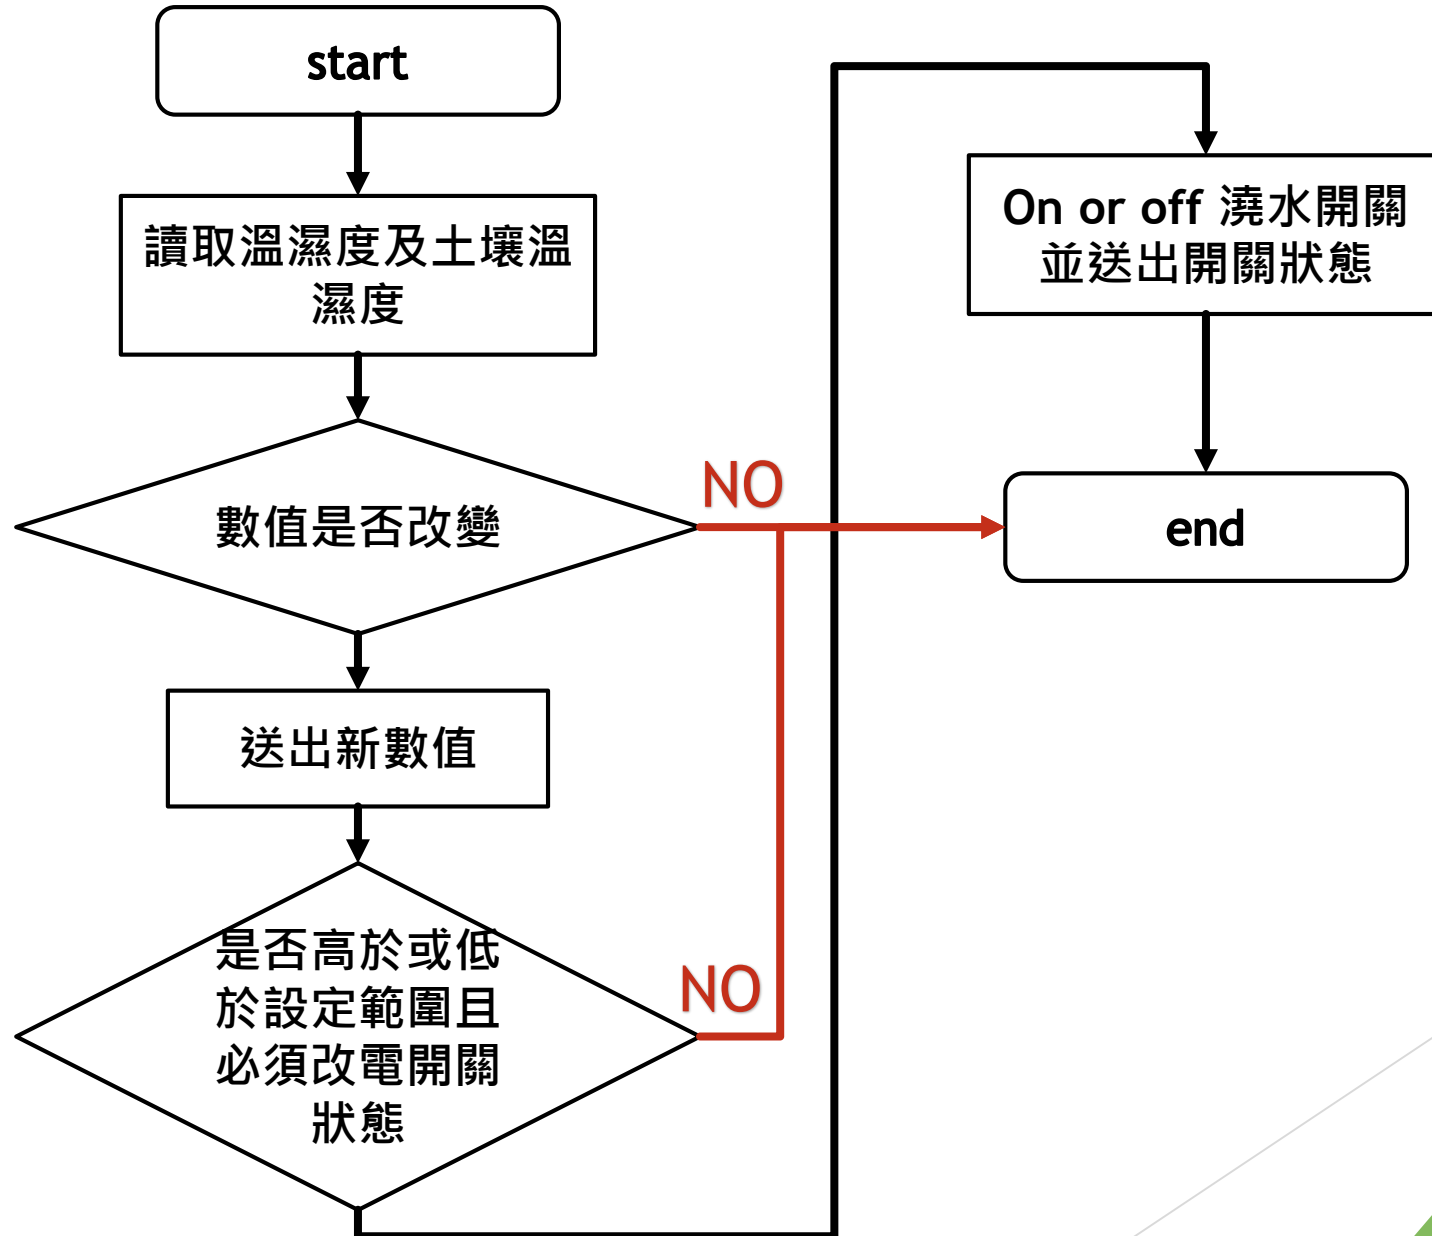 start
讀取溫濕度及土壤溫
濕度
數值是否改變
NO
送出新數值
是否高於或低
於設定範圍且
必須改電開關
狀態
NO
On or off 澆水開關
並送出開關狀態
end